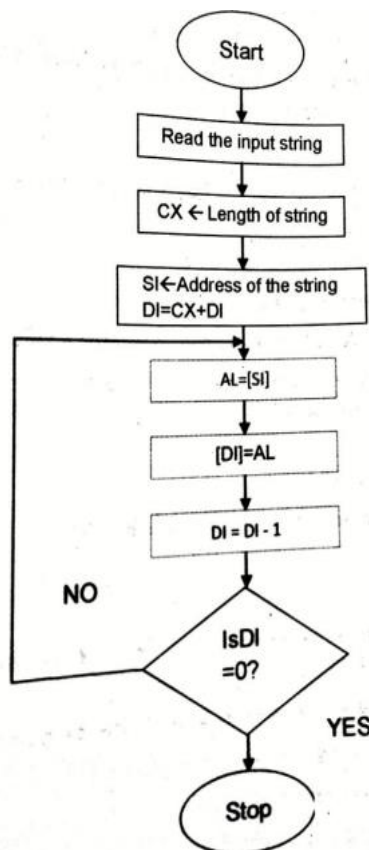 Start
Read the input string
CX ← Length of string
SI←Address of the string
DI=CX+DI
AL=[SI]
[DI]=AL
DI = DI - 1
NO
IsDI
=0?
YES
Stop